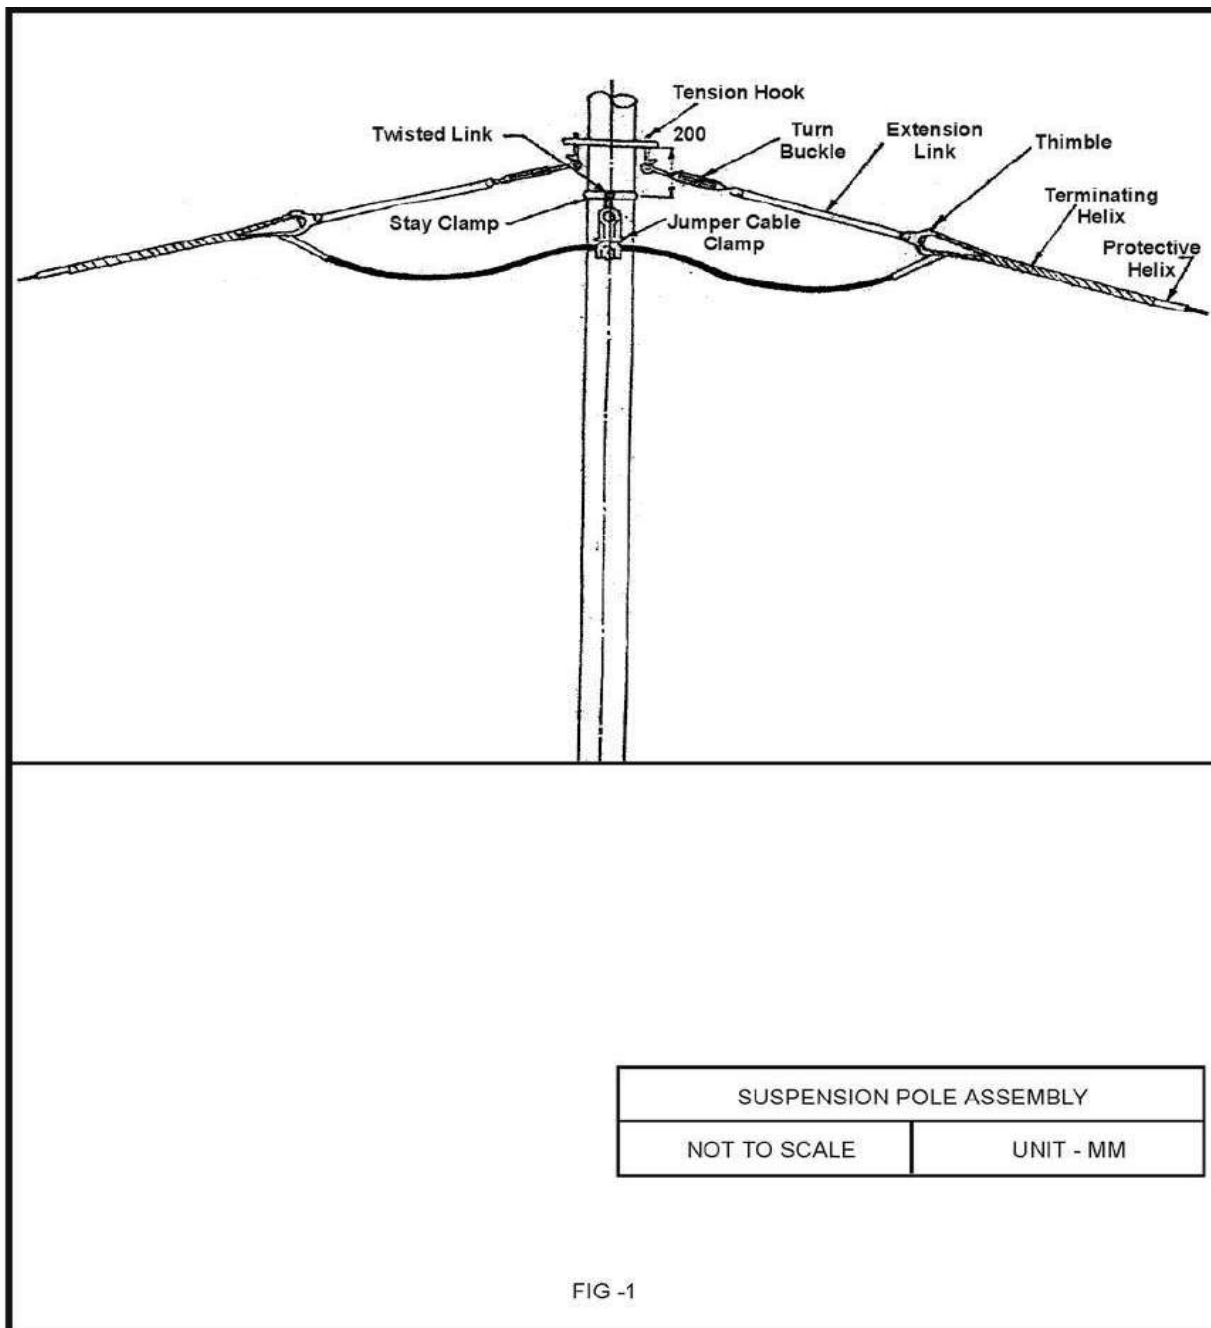 Tension Hook
Twisted Link
200
Turn
Buckle
Extension
Link
Thimble
Terminating
Helix
Stay Clamp
Jumper Cable
Clamp
Protective
Helix
SUSPENSION POLE ASSEMBLY
NOT TO SCALE
UNIT - MM
FIG -1